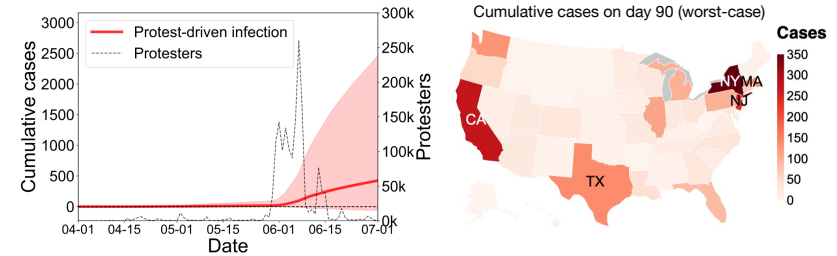 Cumulative cases on day 90 (worst-case)
Protest-driven infection
Protesters
Cumulative cases
3000
2500
2000
1500
1000
500
0
300k
250k
200k
150k
100k
50k
0k
Protesters
04-01 04-15 05-01 05-15 06-01 06-15 07-01
Date
NY
MA
NJ
CA
TX
Cases
350
300
250
200
150
100
50
0